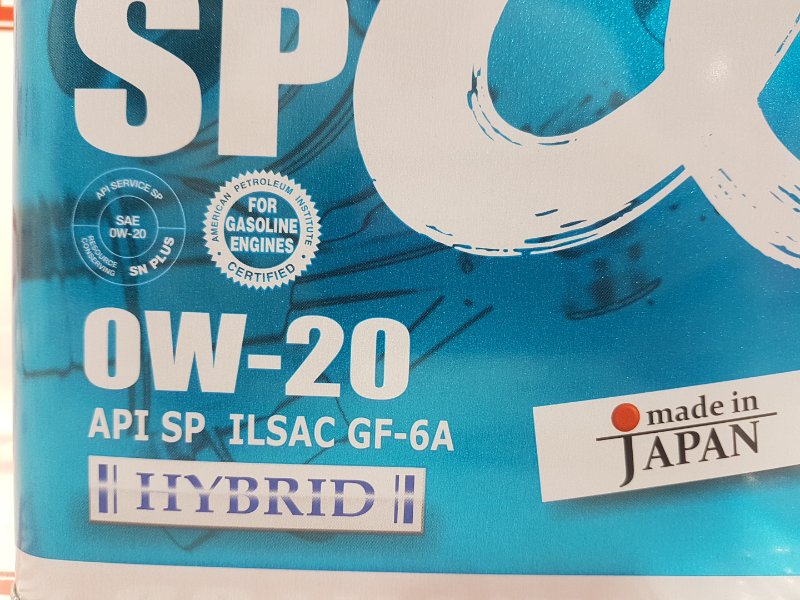 SP
API SERVICE SP
SAE
0W-20
RESOURCE
CONSERVING
SN PLUS
AMERICAN PETROLEUM INSTITUTE
FOR
GASOLINE
ENGINES
CERTIFIED
0W-20
API SP ILSAC GF-6A
HYBRID
made in
JAPAN